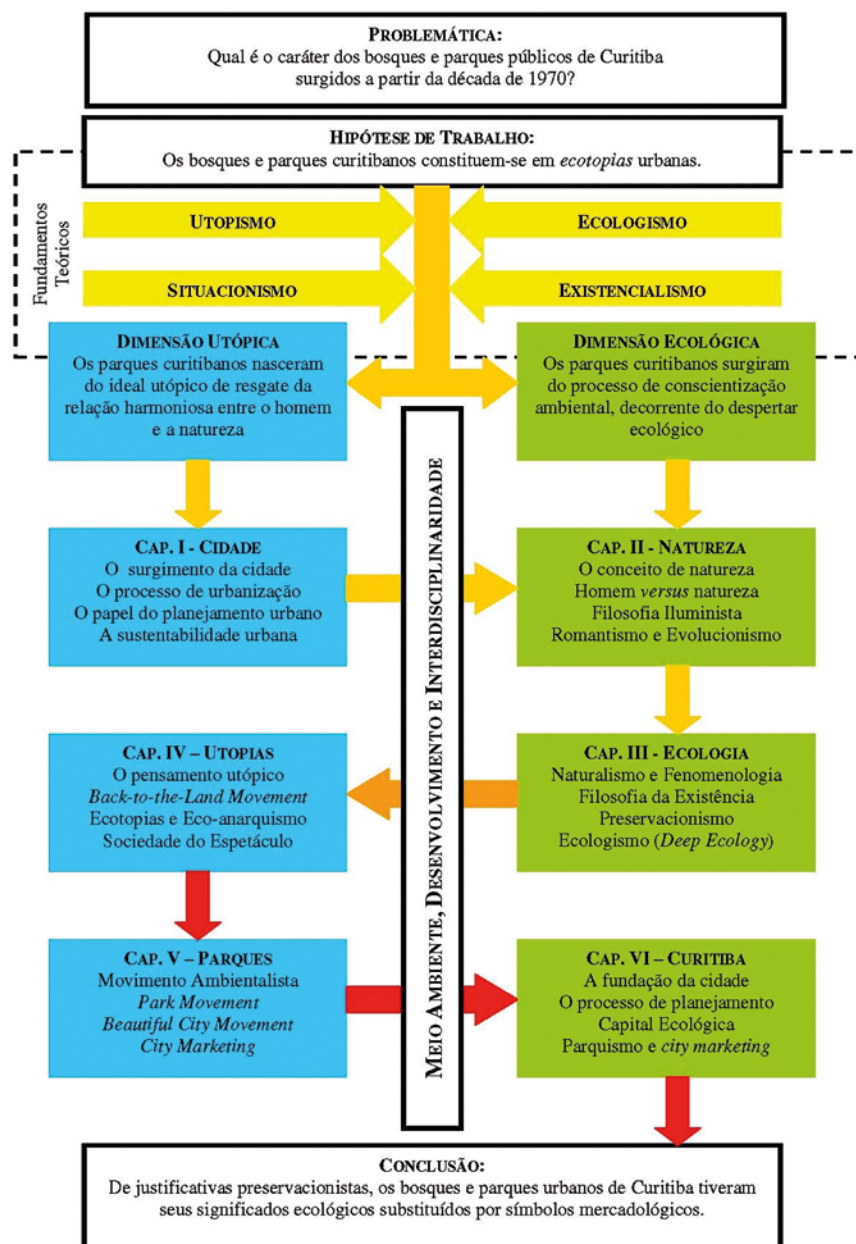 PROBLEMÁTICA:
Qual é o caráter dos bosques e parques públicos de Curitiba
surgidos a partir da década de 1970?
HIPÓTESE DE TRABALHO:
Os bosques e parques curitibanos constituem-se em ecotopias urbanas.
Fundamentos
Teóricos
UTOPISMO
ECOLOGISMO
SITUACIONISMO
EXISTENCIALISMO
DIMENSÃO UTÓPICA
Os parques curitibanos nasceram
do ideal utópico de resgate da
relação harmoniosa entre o homem
e a natureza
DIMENSÃO ECOLÓGICA
Os parques curitibanos surgiram
do processo de conscientização
ambiental, decorrente do despertar
ecológico
MEIO AMBIENTE, DESENVOLVIMENTO E INTERDISCIPLINARIDADE
CAP. I - CIDADE
O surgimento da cidade
O processo de urbanização
O papel do planejamento urbano
A sustentabilidade urbana
CAP. II - NATUREZA
O conceito de natureza
Homem versus natureza
Filosofia Iluminista
Romantismo e Evolucionismo
CAP. IV – UTOPIAS
O pensamento utópico
Back-to-the-Land Movement
Ecotopias e Eco-anarquismo
Sociedade do Espetáculo
CAP. III - ECOLOGIA
Naturalismo e Fenomenologia
Filosofia da Existência
Preservacionismo
Ecologismo (Deep Ecology)
CAP. V – PARQUES
Movimento Ambientalista
Park Movement
Beautiful City Movement
City Marketing
CAP. VI – CURITIBA
A fundação da cidade
O processo de planejamento
Capital Ecológica
Parquismo e city marketing
CONCLUSÃO:
De justificativas preservacionistas, os bosques e parques urbanos de Curitiba tiveram
seus significados ecológicos substituídos por símbolos mercadológicos.